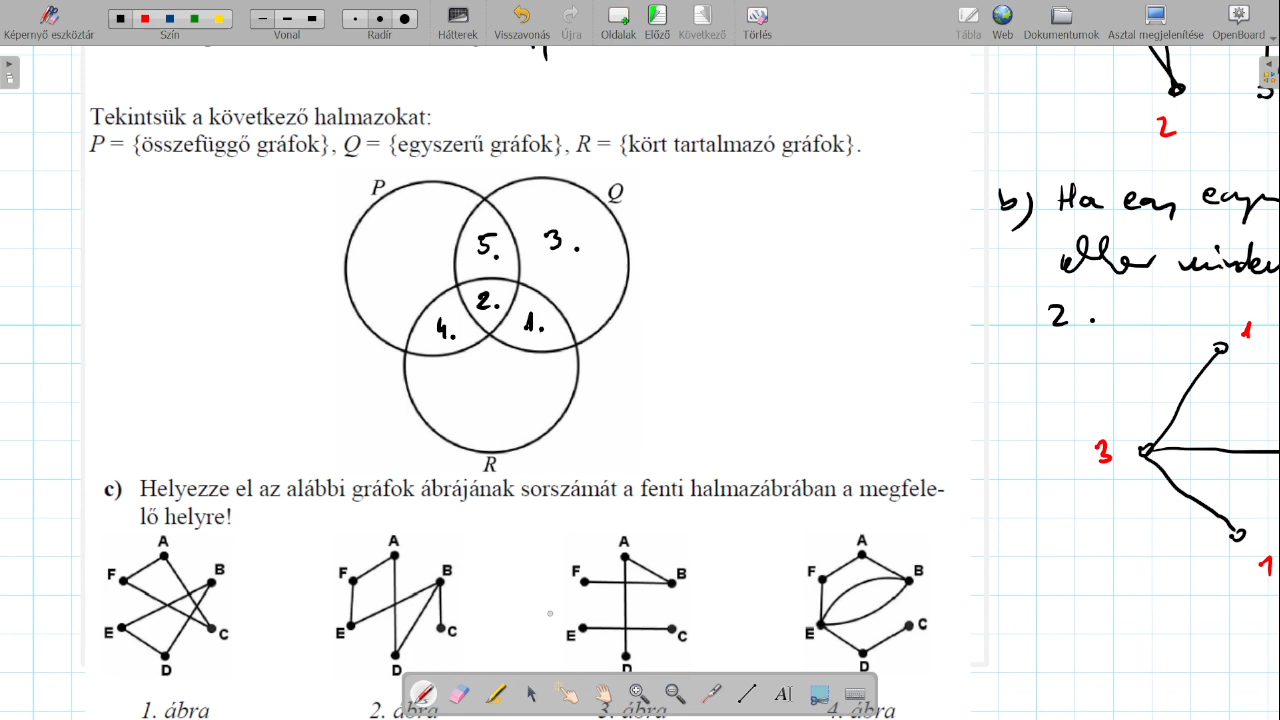 Képernyő eszköztár Szín Vonal Radír Hátterek Visszavonás Újra Oldalak Előző Következő Törlés Tábla Web Dokumentumok Asztal megjelenítése OpenBoard
Tekintsük a következő halmazokat:
P = {összefüggő gráfok}, Q = {egyszerű gráfok}, R = {kört tartalmazó gráfok}.
P Q
5. 3.
2.
4. 1.
R
c) Helyezze el az alábbi gráfok ábrájának sorszámát a fenti halmazábrában a megfele-
lő helyre!
A F B E C D
A F B E C D
A F B E C D
A F B E C D
1. ábra 2. ábra 3. ábra 4. ábra
2
b) Ha egy
minden
2.
1
3
1